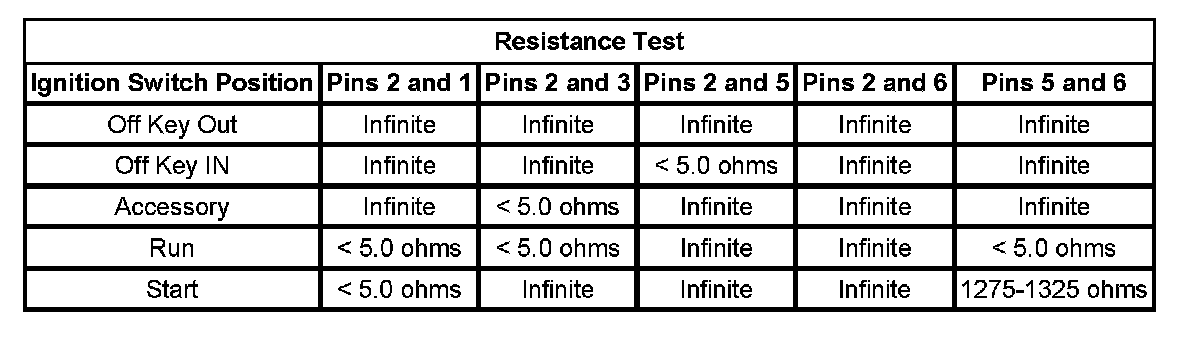 Resistance Test
Ignition Switch Position Pins 2 and 1 Pins 2 and 3 Pins 2 and 5 Pins 2 and 6 Pins 5 and 6
Off Key Out Infinite Infinite Infinite Infinite Infinite
Off Key IN Infinite Infinite < 5.0 ohms Infinite Infinite
Accessory Infinite < 5.0 ohms Infinite Infinite Infinite
Run < 5.0 ohms < 5.0 ohms Infinite Infinite < 5.0 ohms
Start < 5.0 ohms Infinite Infinite Infinite 1275-1325 ohms